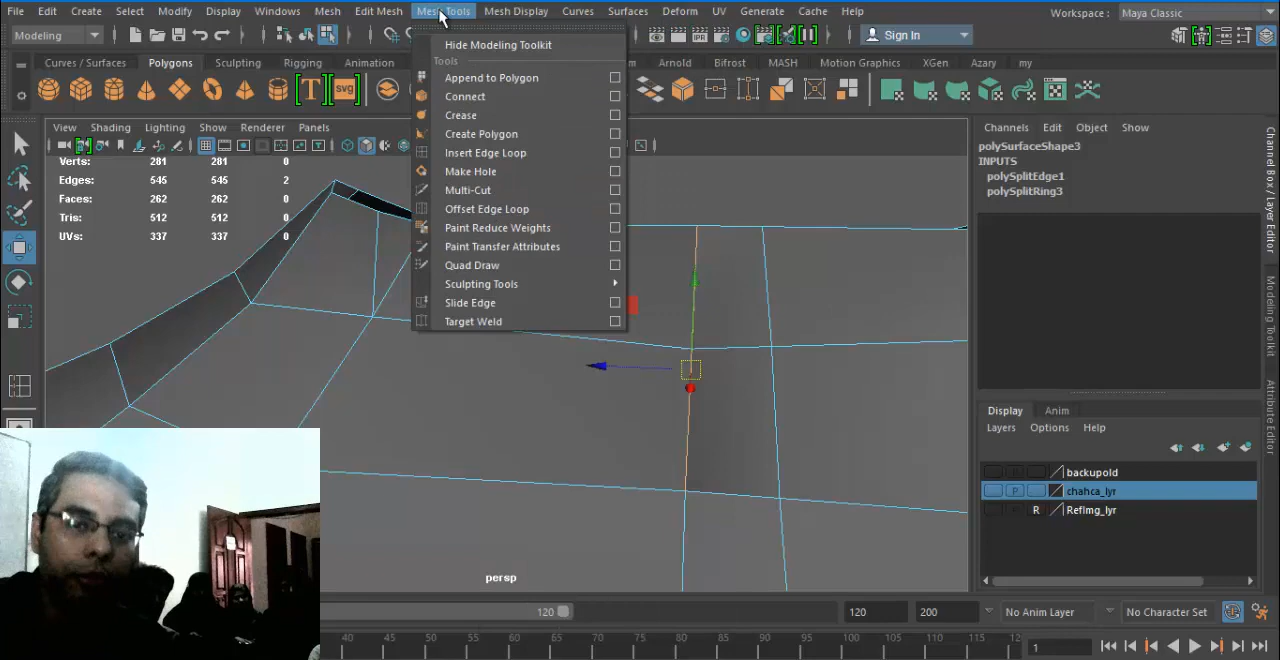 File Edit Create Select Modify Display Windows Mesh Edit Mesh Mesh Tools Mesh Display Curves Surfaces Deform UV Generate Cache Help Workspace : Maya Classic
Modeling Sign In
Curves / Surfaces Polygons Sculpting Rigging Animation Arnold Bifrost MASH Motion Graphics XGen Azary my
T svg
View Shading Lighting Show Renderer Panels
Verts: 281 281 0
Edges: 545 545 2
Faces: 262 262 0
Tris: 512 512 0
UVs: 337 337 0
Hide Modeling Toolkit
Tools
Append to Polygon
Connect
Crease
Create Polygon
Insert Edge Loop
Make Hole
Multi-Cut
Offset Edge Loop
Paint Reduce Weights
Paint Transfer Attributes
Quad Draw
Sculpting Tools
Slide Edge
Target Weld
persp
Channels Edit Object Show
polySurfaceShape3
INPUTS
polySplitEdge1
polySplitRing3
Display Anim
Layers Options Help
backupold
P chahca_lyr
R RefImg_lyr
Channel Box / Layer Editor
Modeling Toolkit
Attribute Editor
120 120 200 No Anim Layer No Character Set
40 45 50 55 60 65 70 75 80 85 90 95 100 105 110 115 12
1